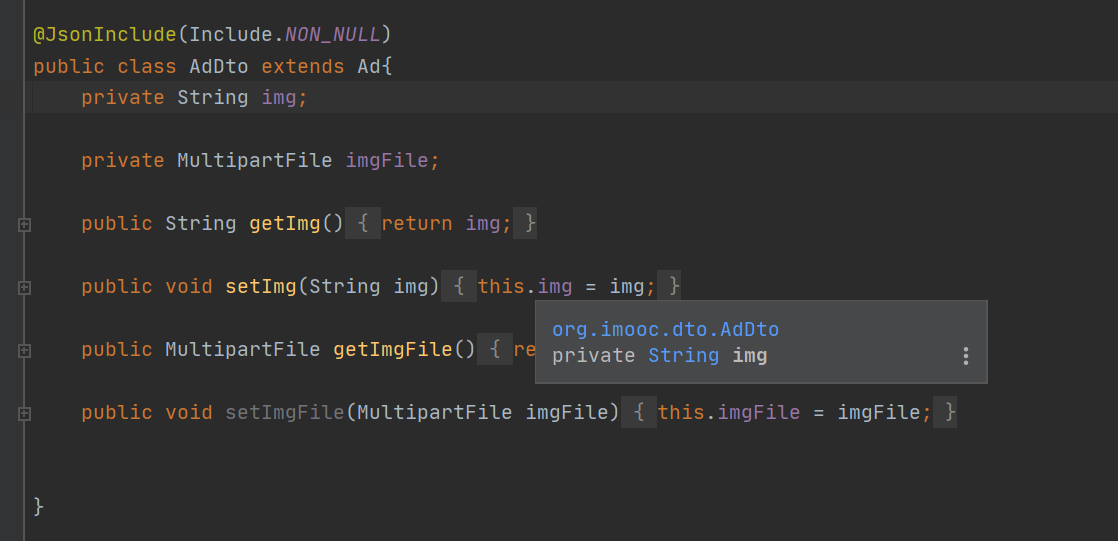 @JsonInclude(Include.NON_NULL)
public class AdDto extends Ad{
private String img;
private MultipartFile imgFile;
public String getImg() { return img; }
public void setImg(String img) { this.img = img; }
org.imooc.dto.AdDto
private String img
public MultipartFile getImgFile() { re
public void setImgFile(MultipartFile imgFile) { this.imgFile = imgFile; }
}